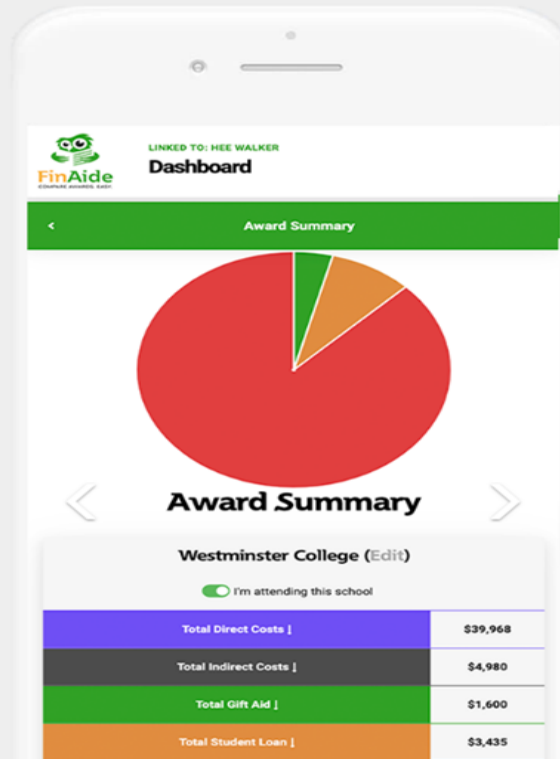 LINKED TO: HEE WALKER
Dashboard
FinAide
COMPARE AWARDS. EASY.
< Award Summary
Award Summary
Westminster College (Edit)
I'm attending this school
Total Direct Costs ↓ $39,968
Total Indirect Costs ↓ $4,980
Total Gift Aid ↓ $1,600
Total Student Loan ↓ $3,435